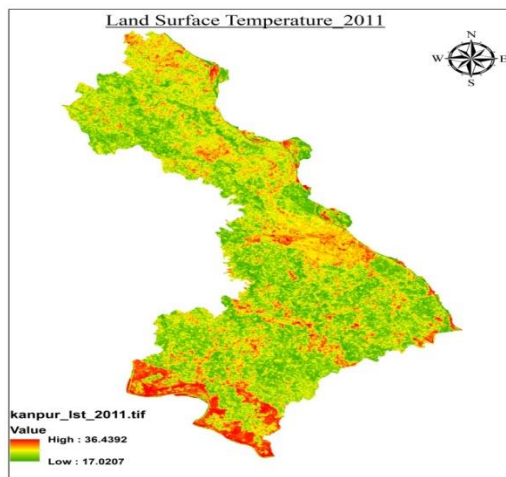 Land Surface Temperature_2011
N
W E
S
kanpur_lst_2011.tif
Value
High : 36.4392
Low : 17.0207